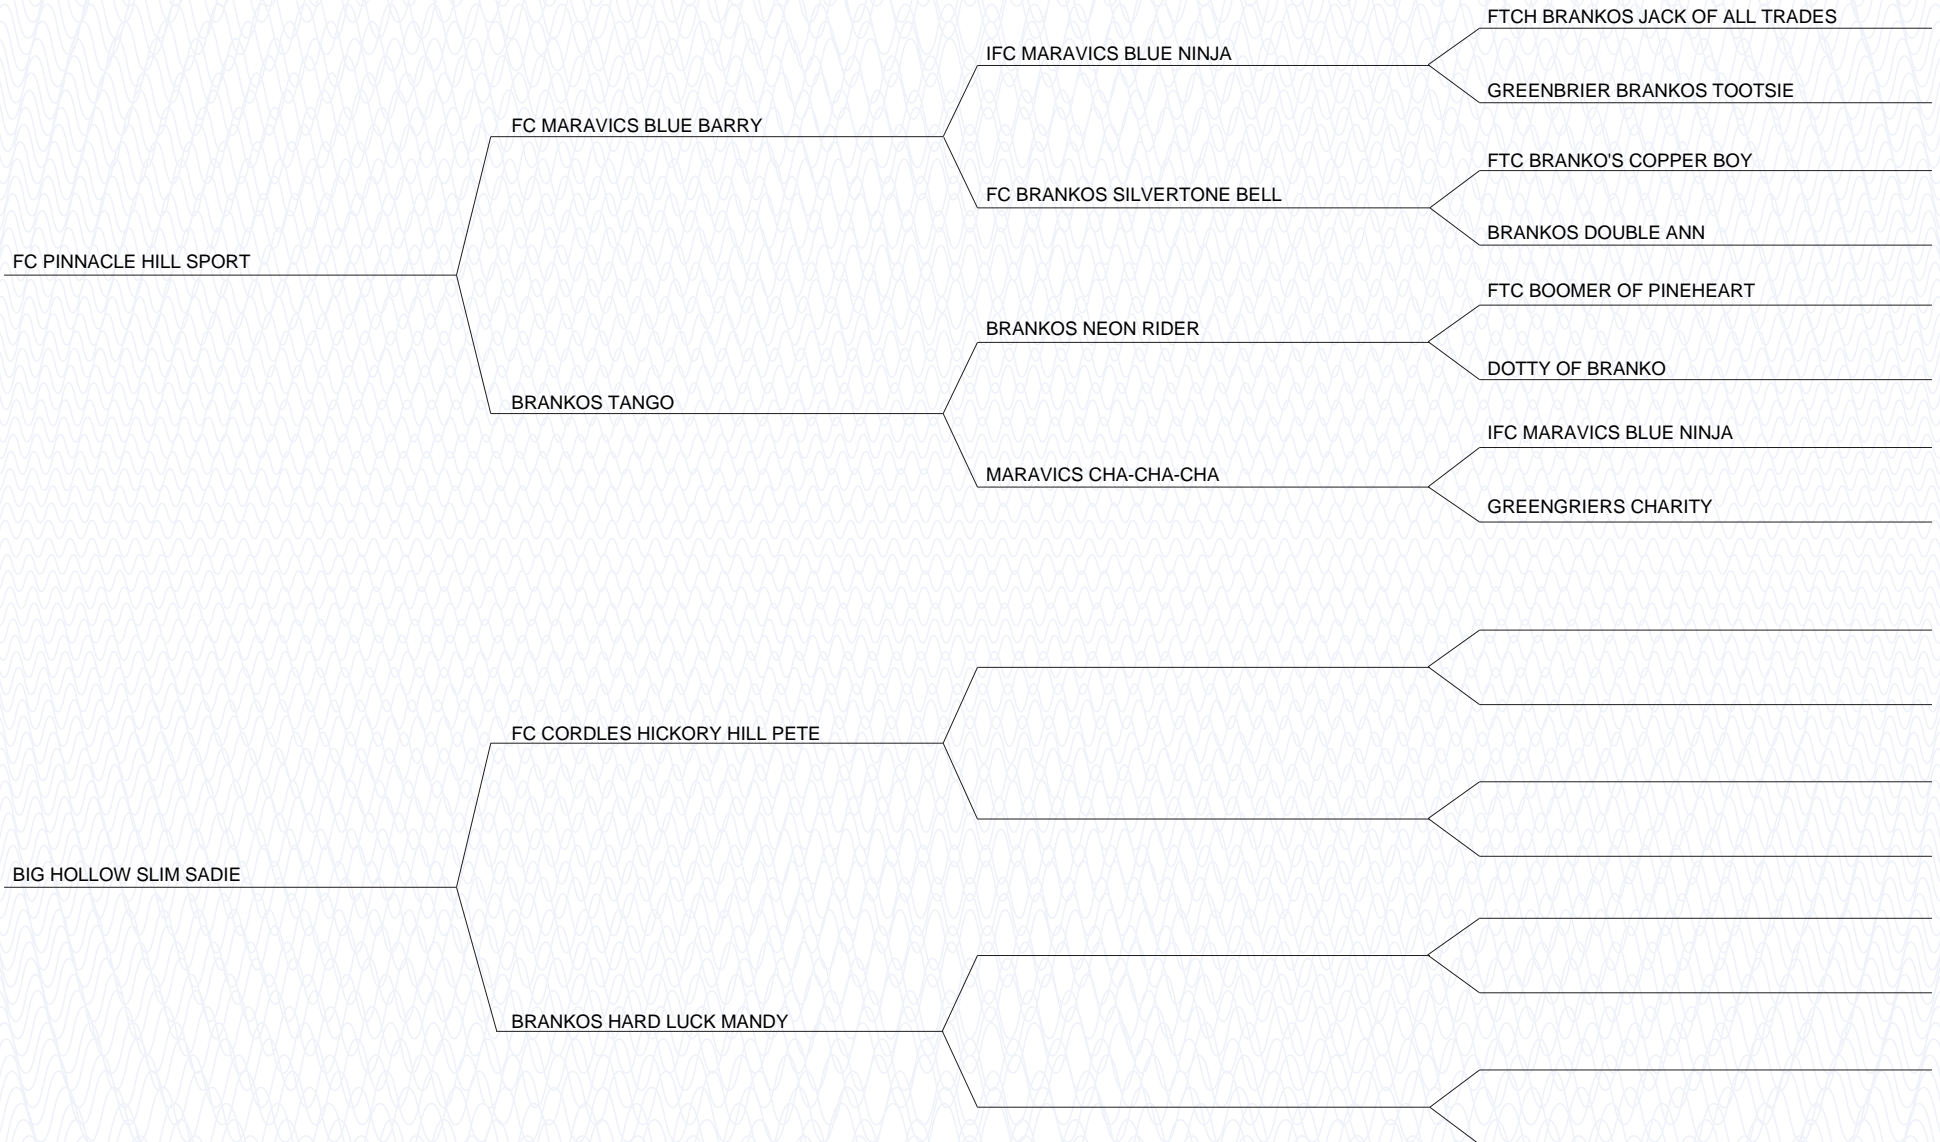 FTCH BRANKOS JACK OF ALL TRADES
IFC MARAVICS BLUE NINJA
GREENBRIER BRANKOS TOOTSIE
FC MARAVICS BLUE BARRY
FTC BRANKO'S COPPER BOY
FC BRANKOS SILVERTONE BELL
BRANKOS DOUBLE ANN
FC PINNACLE HILL SPORT
FTC BOOMER OF PINEHEART
BRANKOS NEON RIDER
DOTTY OF BRANKO
BRANKOS TANGO
IFC MARAVICS BLUE NINJA
MARAVICS CHA-CHA-CHA
GREENGRIERS CHARITY
FC CORDLES HICKORY HILL PETE
BIG HOLLOW SLIM SADIE
BRANKOS HARD LUCK MANDY